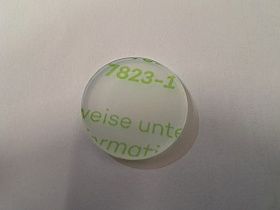 7823-1
weise unte
ormati